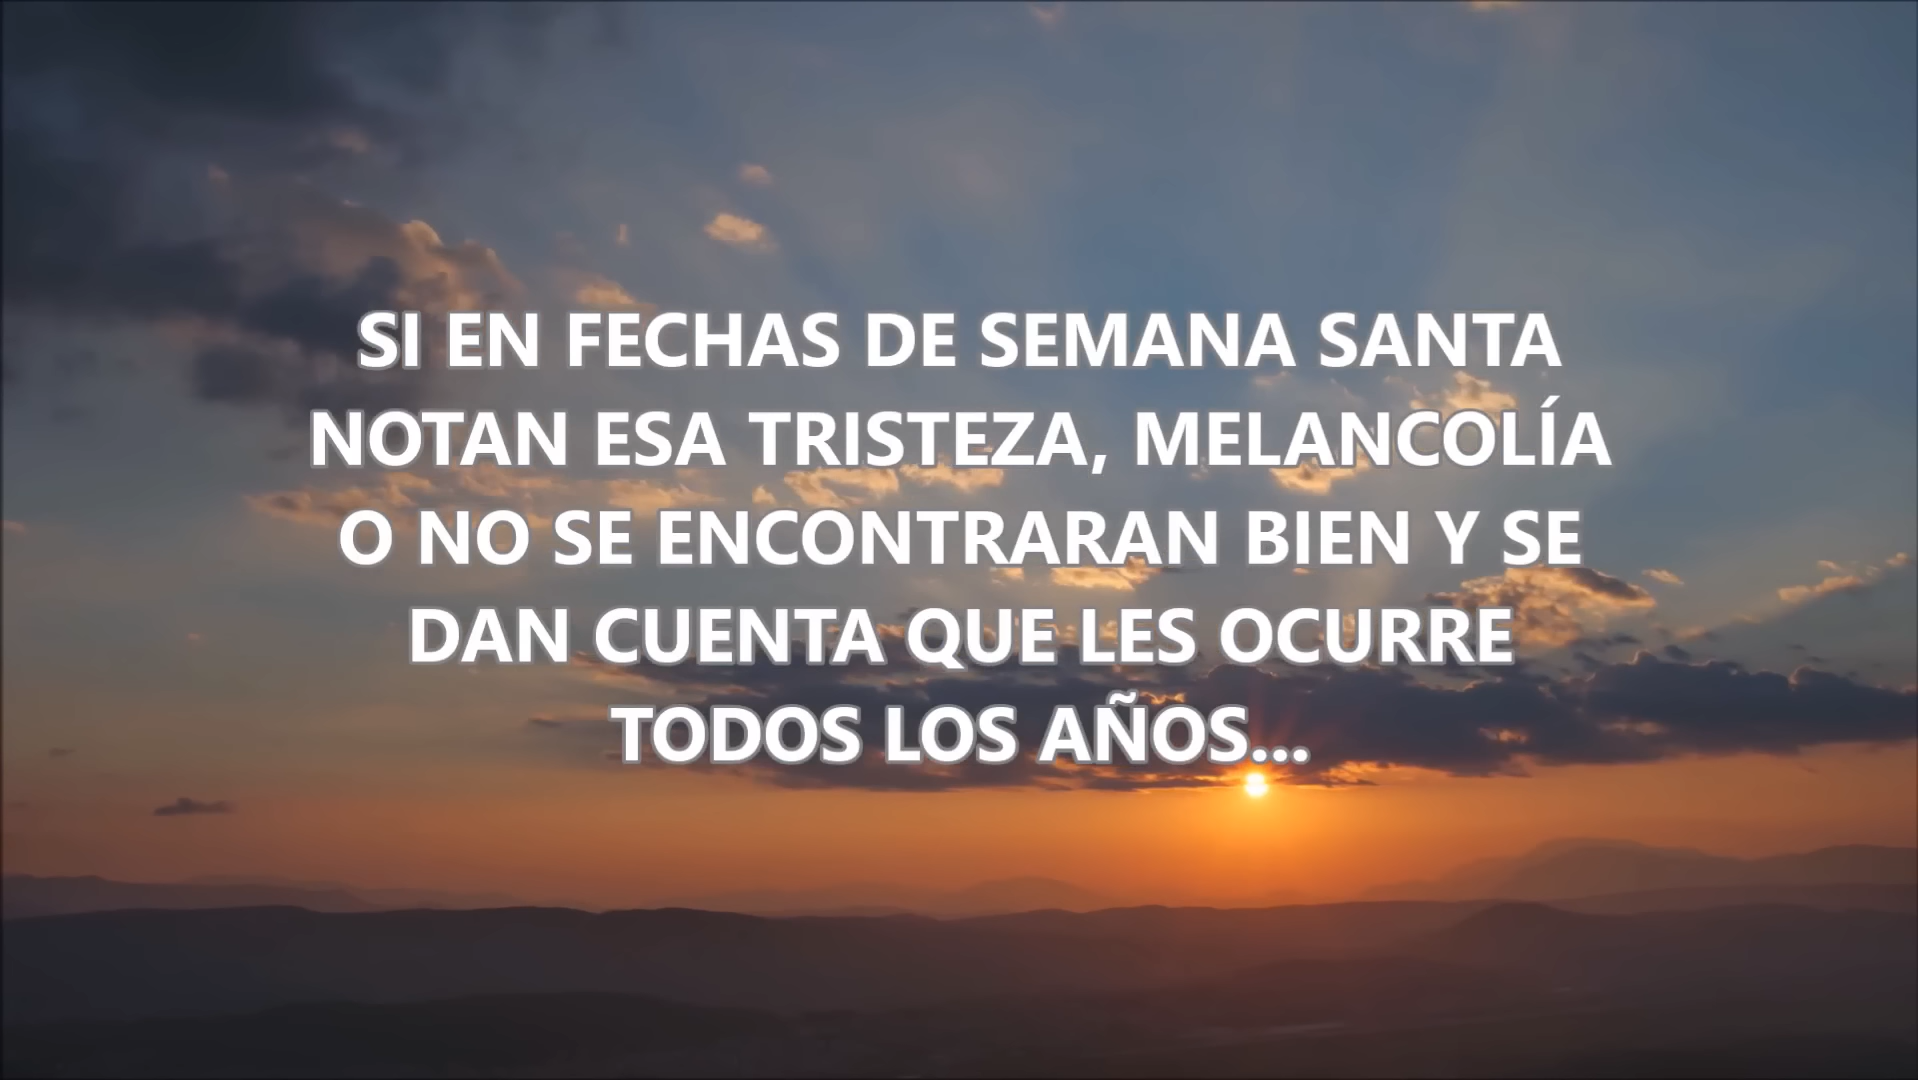 SI EN FECHAS DE SEMANA SANTA
NOTAN ESA TRISTEZA, MELANCOLÍA
O NO SE ENCONTRARAN BIEN Y SE
DAN CUENTA QUE LES OCURRE
TODOS LOS AÑOS...